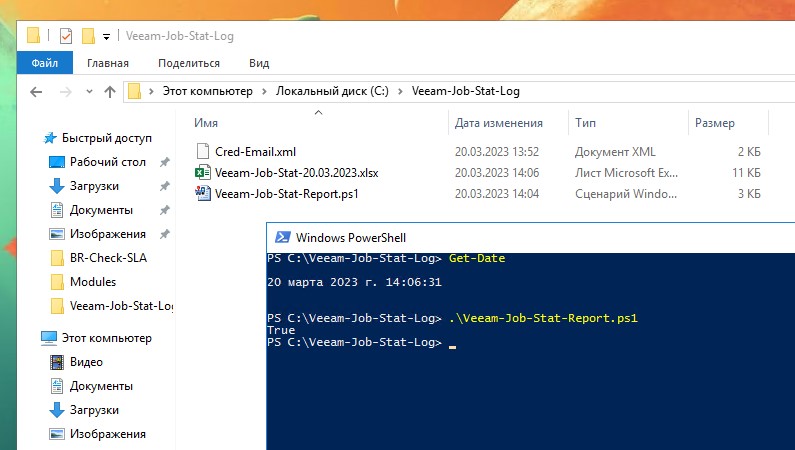 Veeam-Job-Stat-Log
Файл Главная Поделиться Вид
Этот компьютер > Локальный диск (C:) > Veeam-Job-Stat-Log
Имя Дата изменения Тип Размер
Cred-Email.xml 20.03.2023 13:52 Документ XML 2 КБ
Veeam-Job-Stat-20.03.2023.xlsx 20.03.2023 14:06 Лист Microsoft Ex... 11 КБ
Veeam-Job-Stat-Report.ps1 20.03.2023 14:04 Сценарий Windo... 3 КБ
Быстрый доступ
Рабочий стол
Загрузки
Документы
Изображения
BR-Check-SLA
Modules
Veeam-Job-Stat-Log
Этот компьютер
Видео
Документы
Загрузки
Изображения
Windows PowerShell
PS C:\Veeam-Job-Stat-Log> Get-Date
20 марта 2023 г. 14:06:31
PS C:\Veeam-Job-Stat-Log> .\Veeam-Job-Stat-Report.ps1
True
PS C:\Veeam-Job-Stat-Log>